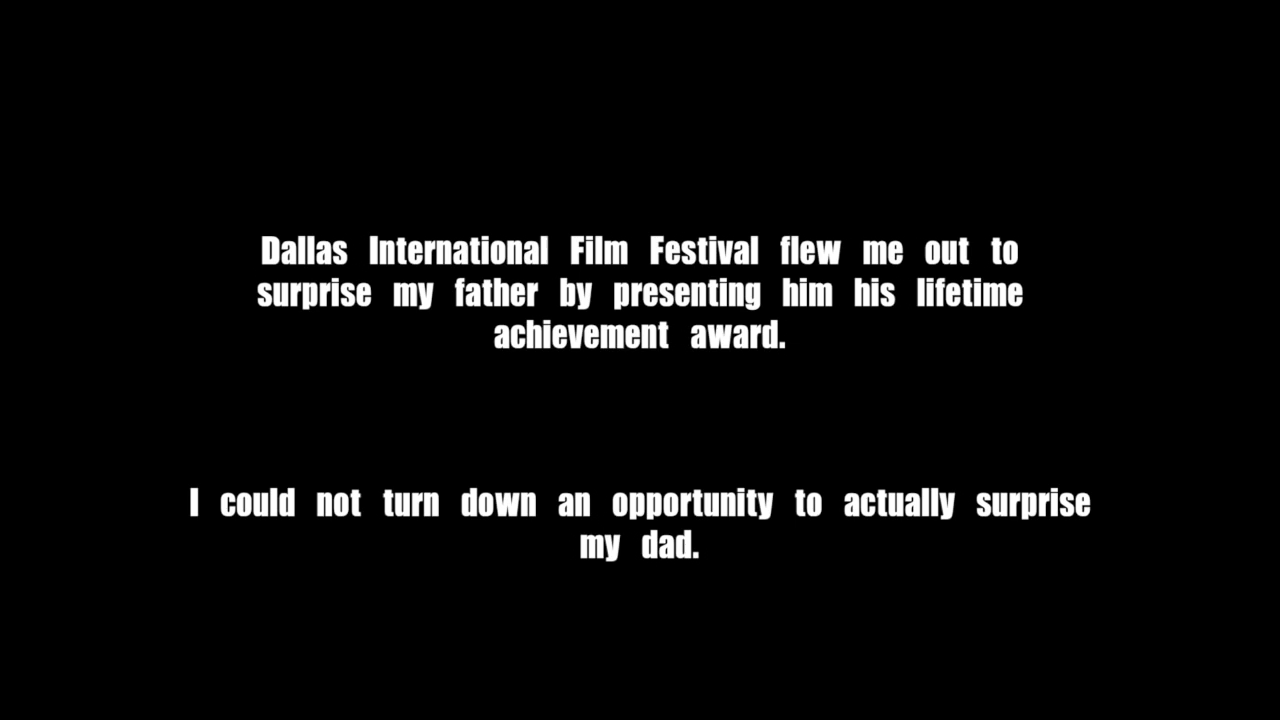 Dallas International Film Festival flew me out to
surprise my father by presenting him his lifetime
achievement award.
I could not turn down an opportunity to actually surprise
my dad.